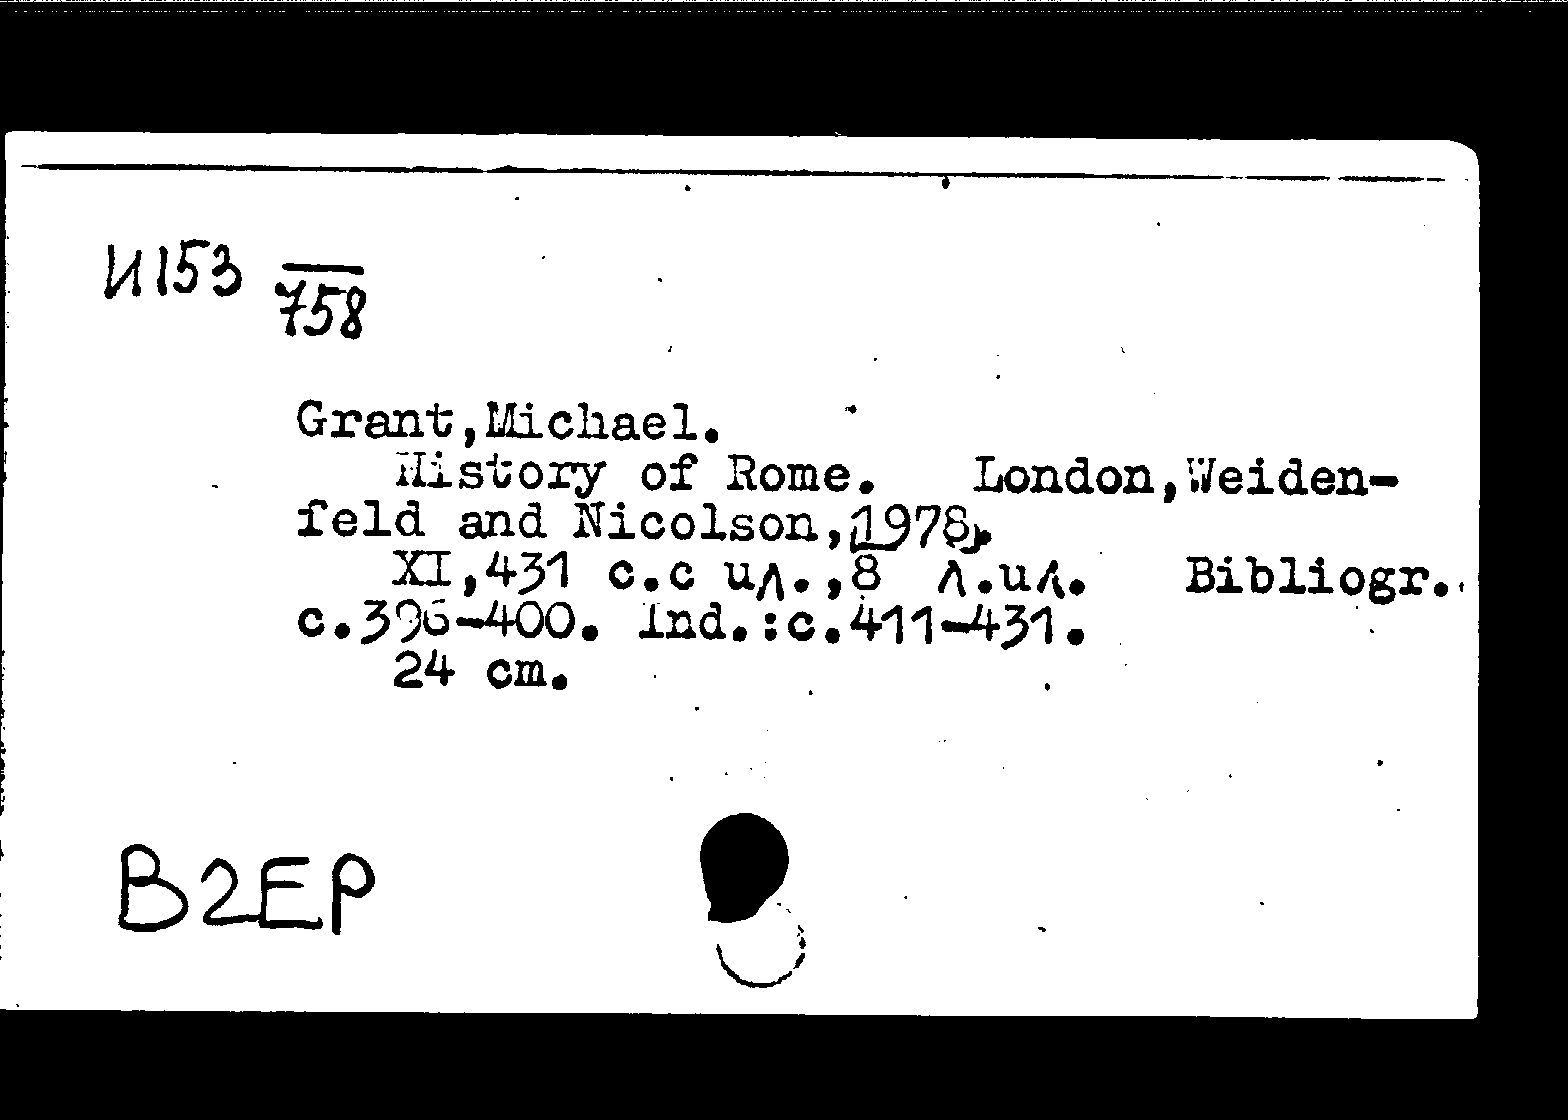 И153 758
Grant,Michael.
History of Rome. London,Weiden-
feld and Nicolson,[1978].
XI,431 с.с ил.,8 л.ил. Bibliogr.:
с.396-400. Ind.:с.411-431.
24 cm.
В2ЕР